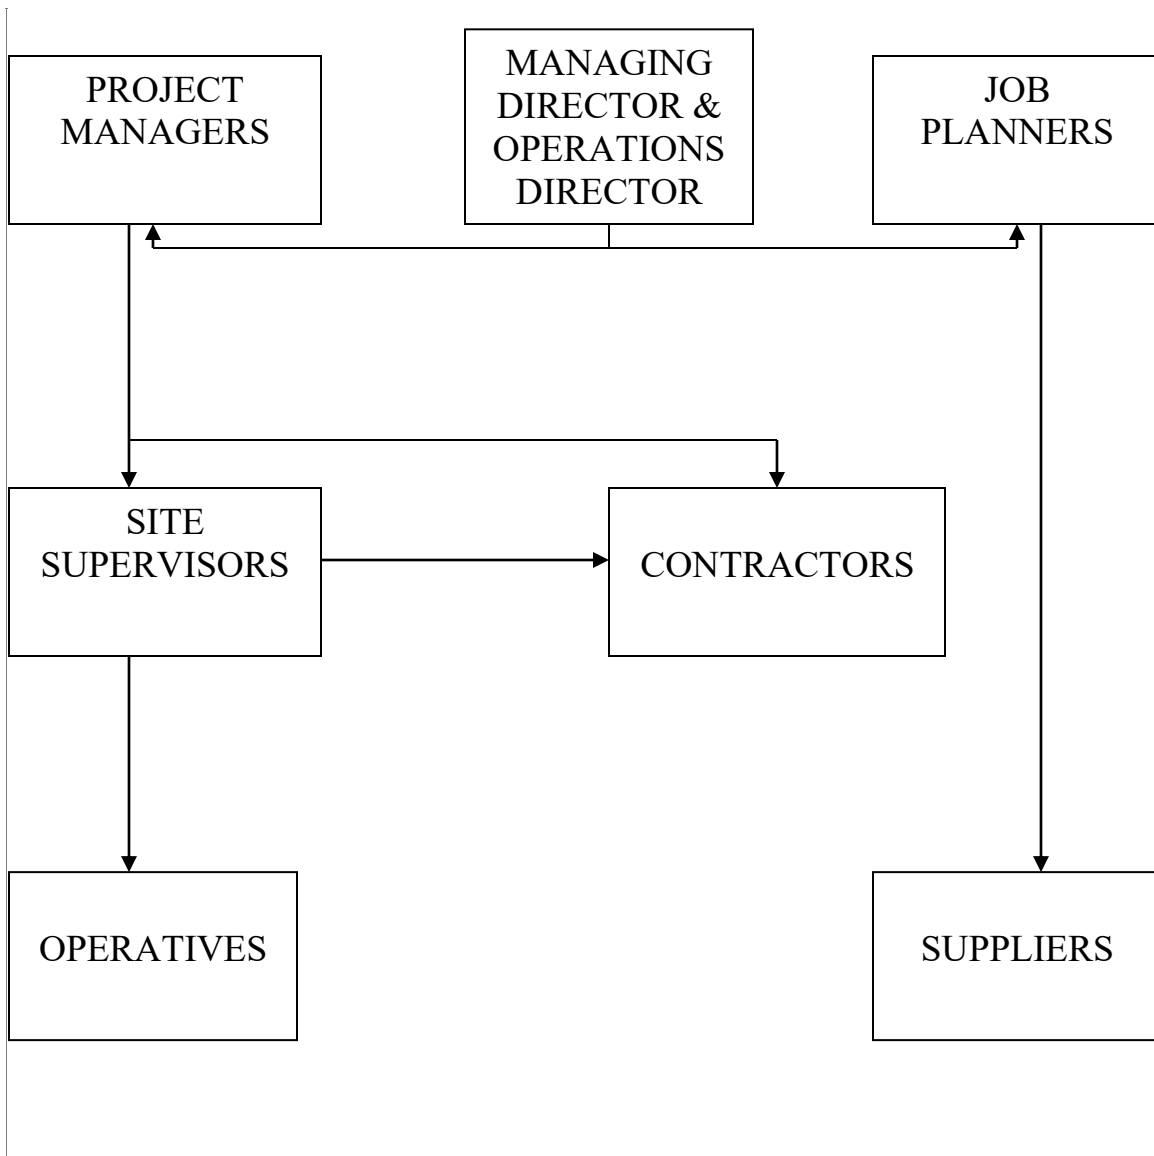 PROJECT
MANAGERS
MANAGING
DIRECTOR &
OPERATIONS
DIRECTOR
JOB
PLANNERS
SITE
SUPERVISORS
CONTRACTORS
OPERATIVES
SUPPLIERS